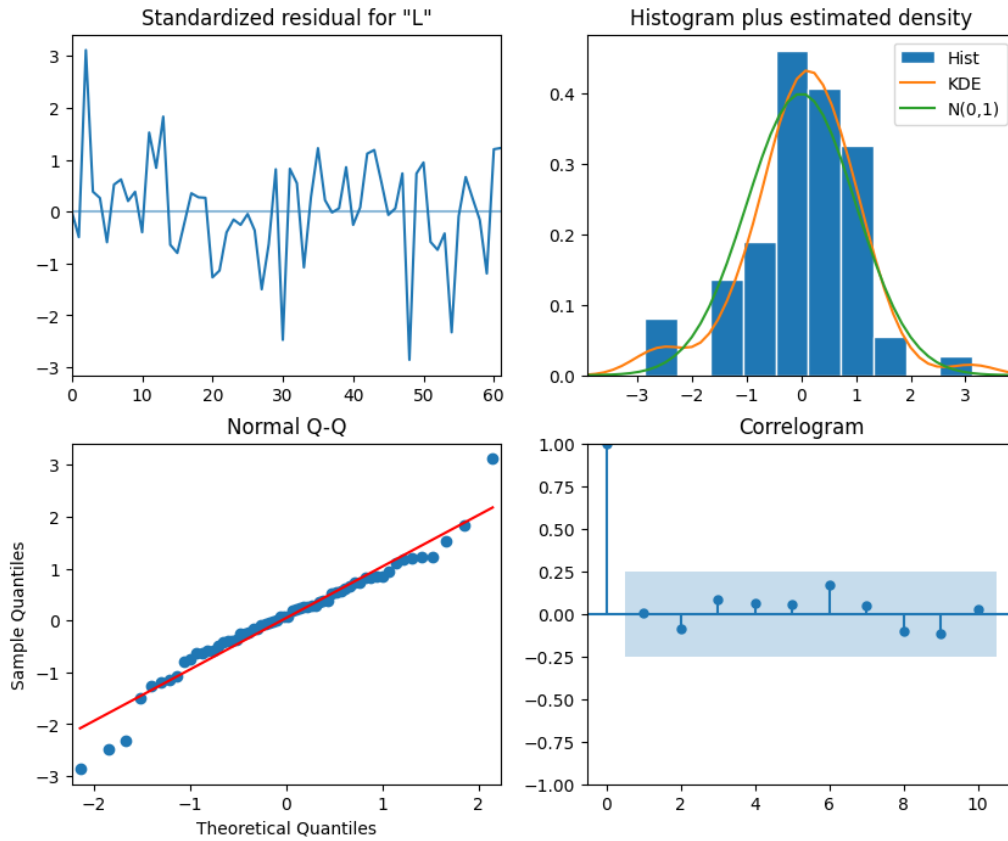 Standardized residual for "L"
3
2
1
0
−1
−2
−3
0 10 20 30 40 50 60
Histogram plus estimated density
Hist
KDE
N(0,1)
0.4
0.3
0.2
0.1
0.0
−3 −2 −1 0 1 2 3
Normal Q-Q
Sample Quantiles
3
2
1
0
−1
−2
−3
−2 −1 0 1 2
Theoretical Quantiles
Correlogram
1.00
0.75
0.50
0.25
0.00
−0.25
−0.50
−0.75
−1.00
0 2 4 6 8 10